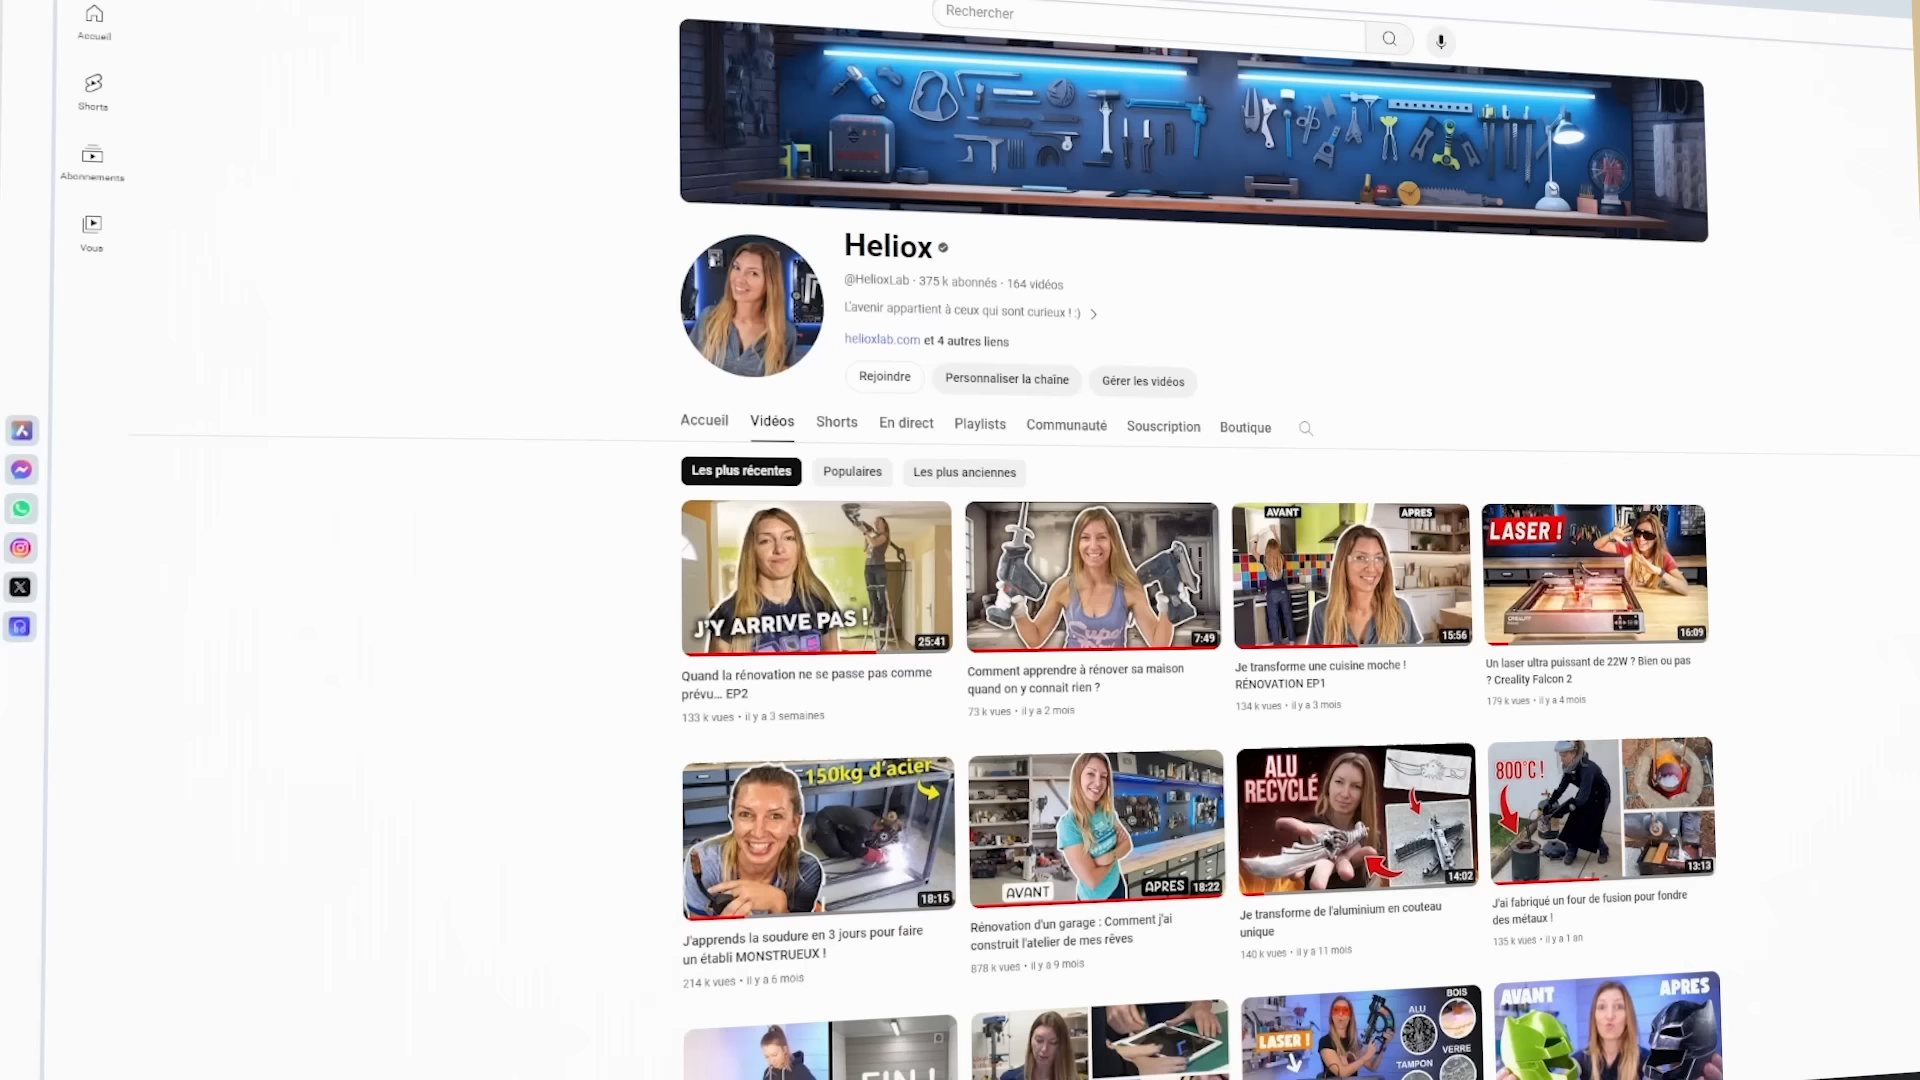 Rechercher
Accueil
Shorts
Abonnements
Vous
Heliox
@HelioxLab · 375 k abonnés · 164 vidéos
L'avenir appartient à ceux qui sont curieux ! :)
helioxlab.com et 4 autres liens
Rejoindre
Personnaliser la chaîne
Gérer les vidéos
Accueil
Vidéos
Shorts
En direct
Playlists
Communauté
Souscription
Boutique
Les plus récentes
Populaires
Les plus anciennes
J'Y ARRIVE PAS !
25:41
Quand la rénovation ne se passe pas comme
prévu... EP2
133 k vues • il y a 3 semaines
7:49
Comment apprendre à rénover sa maison
quand on y connait rien ?
73 k vues • il y a 2 mois
AVANT
APRES
15:56
Je transforme une cuisine moche !
RÉNOVATION EP1
134 k vues • il y a 3 mois
LASER !
16:09
Un laser ultra puissant de 22W ? Bien ou pas
? Creality Falcon 2
179 k vues • il y a 4 mois
150kg d'acier
18:15
J'apprends la soudure en 3 jours pour faire
un établi MONSTRUEUX !
214 k vues • il y a 6 mois
AVANT
APRES
18:22
Rénovation d'un garage : Comment j'ai
construit l'atelier de mes rêves
878 k vues • il y a 9 mois
ALU
RECYCLÉ
14:02
Je transforme de l'aluminium en couteau
unique
140 k vues • il y a 11 mois
800°C !
13:13
J'ai fabriqué un four de fusion pour fondre
des métaux !
135 k vues • il y a 1 an
FIN !
LASER !
BOIS
ALU
VERRE
TAMPON
AVANT
APRES